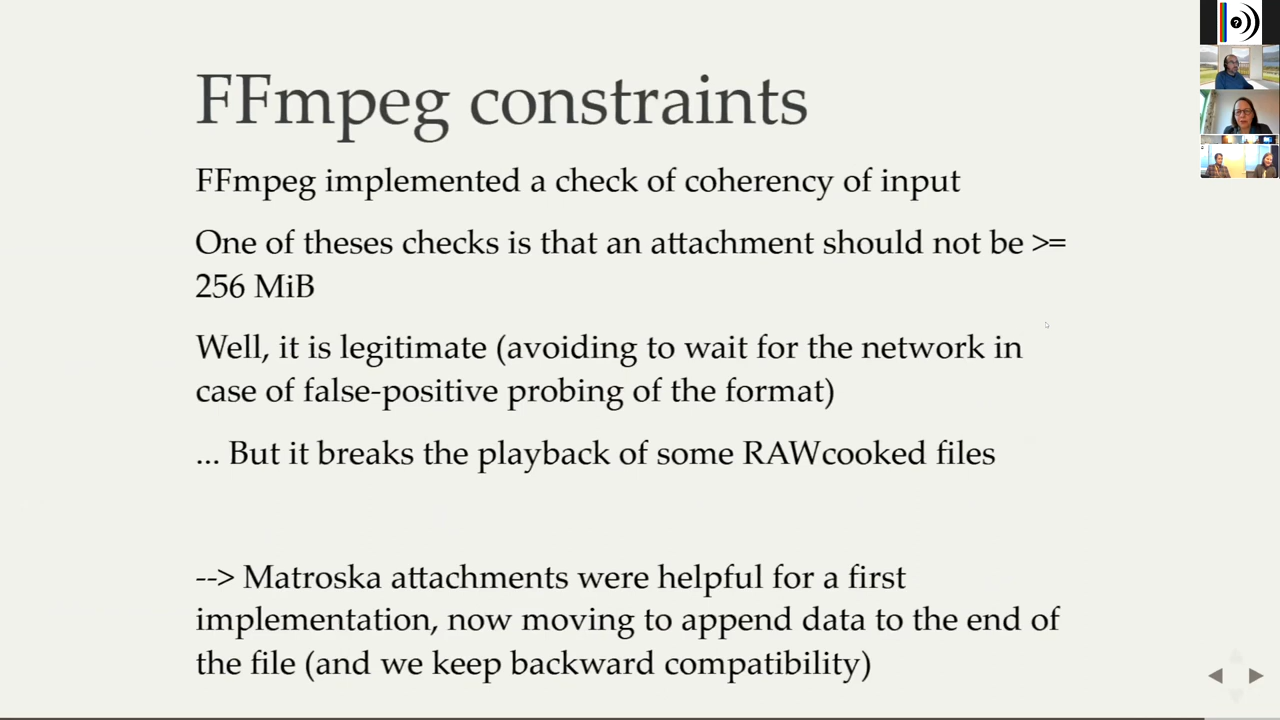 FFmpeg constraints
FFmpeg implemented a check of coherency of input
One of theses checks is that an attachment should not be >=
256 MiB
Well, it is legitimate (avoiding to wait for the network in
case of false-positive probing of the format)
... But it breaks the playback of some RAWcooked files
--> Matroska attachments were helpful for a first
implementation, now moving to append data to the end of
the file (and we keep backward compatibility)